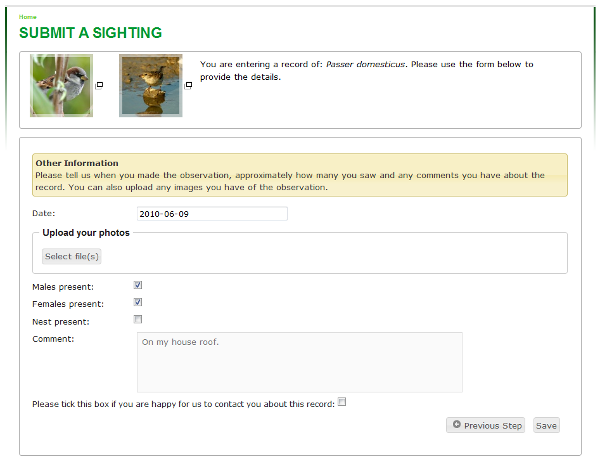 Home
SUBMIT A SIGHTING
You are entering a record of: Passer domesticus. Please use the form below to
provide the details.
Other Information
Please tell us when you made the observation, approximately how many you saw and any comments you have about the
record. You can also upload any images you have of the observation.
Date: 2010-06-09
Upload your photos
Select file(s)
Males present:
Females present:
Nest present:
Comment: On my house roof.
Please tick this box if you are happy for us to contact you about this record:
Previous Step Save